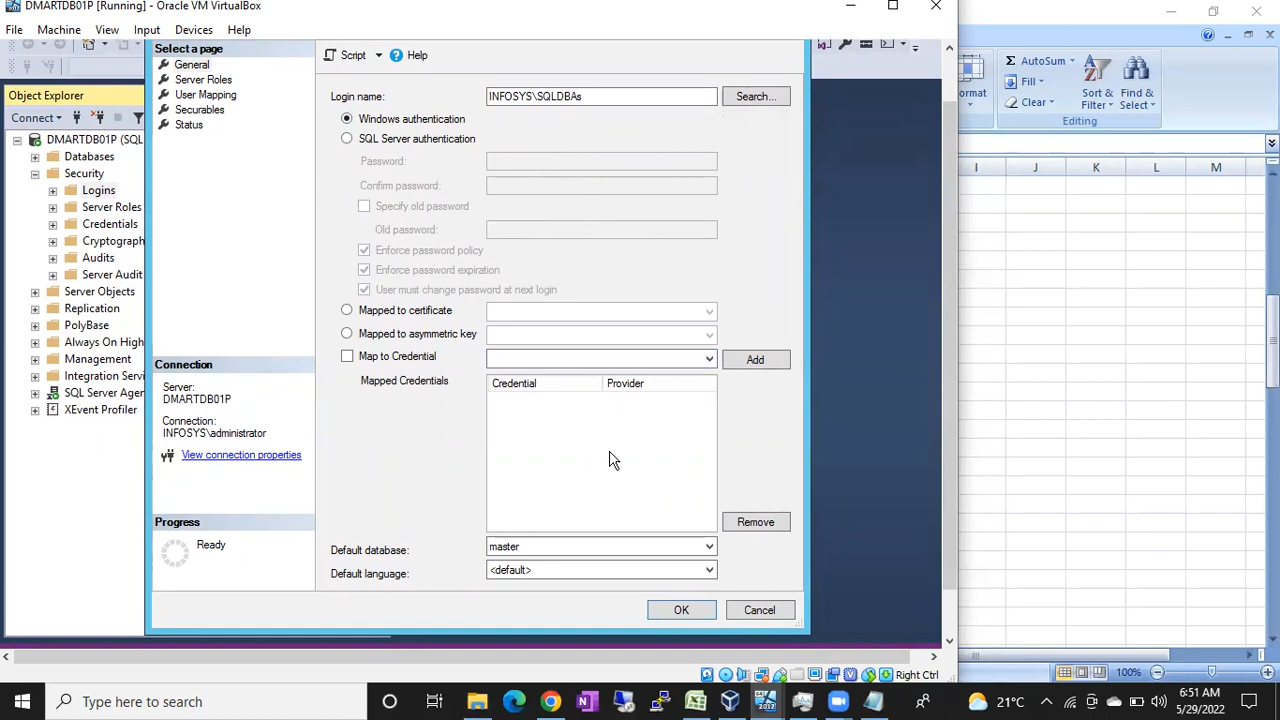 DMARTDB01P [Running] - Oracle VM VirtualBox
File Machine View Input Devices Help
Select a page
General
Server Roles
User Mapping
Securables
Status
Script Help
Login name: INFOSYS\SQLDBAs Search...
Windows authentication
SQL Server authentication
Password:
Confirm password:
Specify old password
Old password:
Enforce password policy
Enforce password expiration
User must change password at next login
Mapped to certificate
Mapped to asymmetric key
Map to Credential Add
Mapped Credentials Credential Provider
Remove
Default database: master
Default language: <default>
OK Cancel
Connection
Server:
DMARTDB01P
Connection:
INFOSYS\administrator
View connection properties
Progress
Ready
Object Explorer
Connect
DMARTDB01P (SQL
Databases
Security
Logins
Server Roles
Credentials
Cryptograph
Audits
Server Audit
Server Objects
Replication
PolyBase
Always On High
Management
Integration Servi
SQL Server Agen
XEvent Profiler
Right Ctrl
AutoSum
Fill
Clear
ormat
Sort &
Filter
Find &
Select
Editing
I J K L M
100%
Type here to search
21°C
6:51 AM
5/29/2022